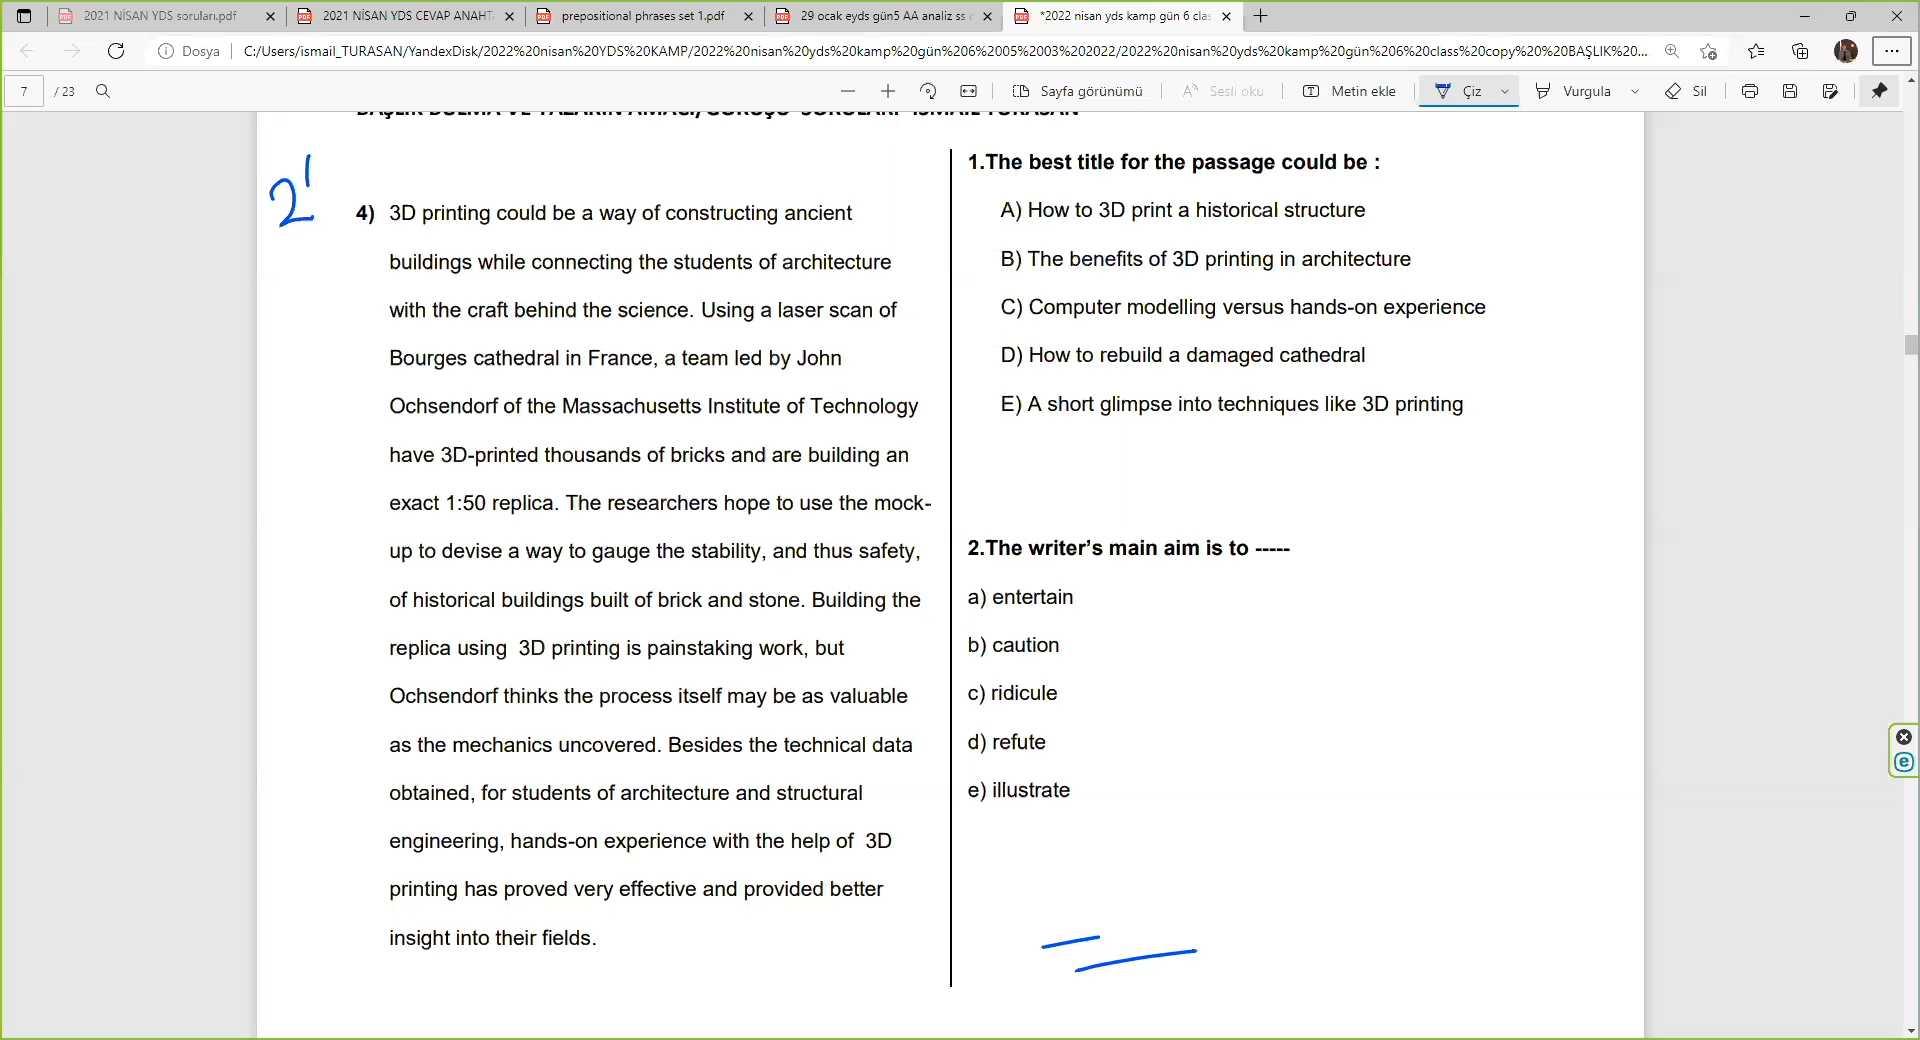 2021 NİSAN YDS soruları.pdf
2021 NİSAN YDS CEVAP ANAHT
prepositional phrases set 1.pdf
29 ocak eyds gün5 AA analiz ss
*2022 nisan yds kamp gün 6 clas
Dosya
C:/Users/ismail_TURASAN/YandexDisk/2022%20nisan%20YDS%20KAMP/2022%20nisan%20yds%20kamp%20gün%206%2005%2003%202022/2022%20nisan%20yds%20kamp%20gün%206%20class%20copy%20%20BAŞLIK%20...
7
/ 23
Sayfa görünümü
Sesli oku
Metin ekle
Çiz
Vurgula
Sil
BAŞLIK BULMA VE YAZARIN AMACI, GÖRÜŞÜ SORULARI İSMAİL TURASAN
2'
4) 3D printing could be a way of constructing ancient
buildings while connecting the students of architecture
with the craft behind the science. Using a laser scan of
Bourges cathedral in France, a team led by John
Ochsendorf of the Massachusetts Institute of Technology
have 3D-printed thousands of bricks and are building an
exact 1:50 replica. The researchers hope to use the mock-
up to devise a way to gauge the stability, and thus safety,
of historical buildings built of brick and stone. Building the
replica using 3D printing is painstaking work, but
Ochsendorf thinks the process itself may be as valuable
as the mechanics uncovered. Besides the technical data
obtained, for students of architecture and structural
engineering, hands-on experience with the help of 3D
printing has proved very effective and provided better
insight into their fields.
1.The best title for the passage could be :
A) How to 3D print a historical structure
B) The benefits of 3D printing in architecture
C) Computer modelling versus hands-on experience
D) How to rebuild a damaged cathedral
E) A short glimpse into techniques like 3D printing
2.The writer’s main aim is to -----
a) entertain
b) caution
c) ridicule
d) refute
e) illustrate